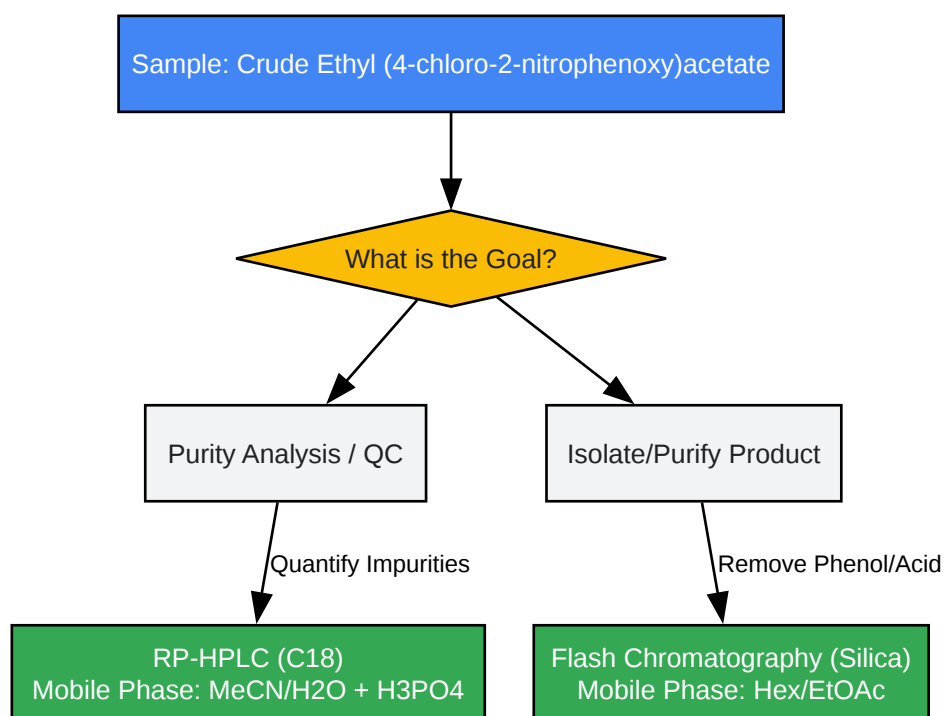 Sample: Crude Ethyl (4-chloro-2-nitrophenoxy)acetate
What is the Goal?
Purity Analysis / QC
Isolate/Purify Product
Quantify Impurities
Remove Phenol/Acid
RP-HPLC (C18)
Mobile Phase: MeCN/H2O + H3PO4
Flash Chromatography (Silica)
Mobile Phase: Hex/EtOAc